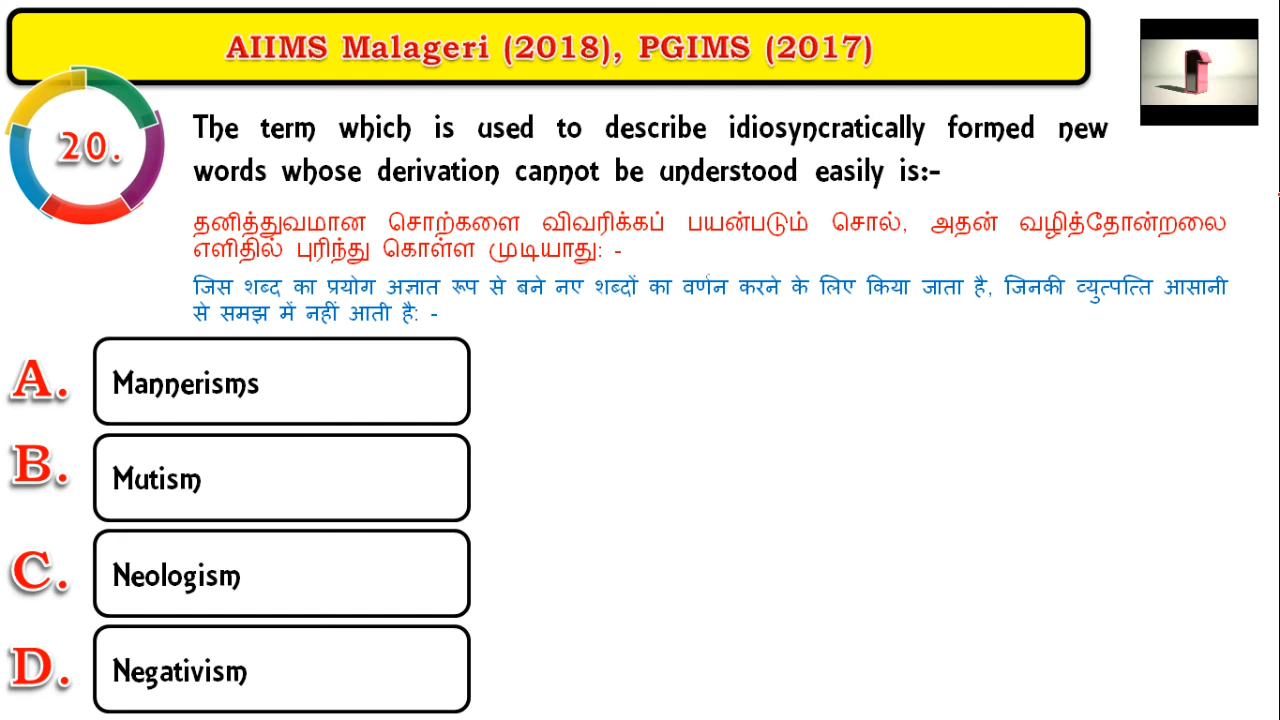 AIIMS Malageri (2018), PGIMS (2017)
20.
The term which is used to describe idiosyncratically formed new
words whose derivation cannot be understood easily is:-
தனித்துவமான சொற்களை விவரிக்கப் பயன்படும் சொல், அதன் வழித்தோன்றலை
எளிதில் புரிந்து கொள்ள முடியாது: -
जिस शब्द का प्रयोग अज्ञात रूप से बने नए शब्दों का वर्णन करने के लिए किया जाता है, जिनकी व्युत्पत्ति आसानी
से समझ में नहीं आती है: -
A. Mannerisms
B. Mutism
C. Neologism
D. Negativism